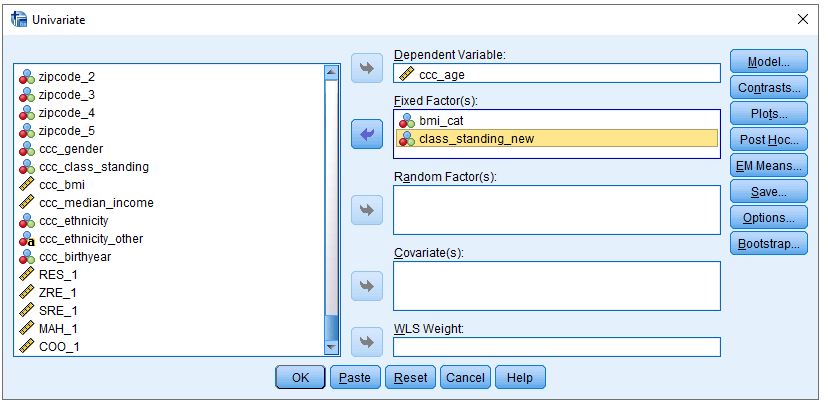 Univariate
zipcode_2
zipcode_3
zipcode_4
zipcode_5
ccc_gender
ccc_class_standing
ccc_bmi
ccc_median_income
ccc_ethnicity
a ccc_ethnicity_other
ccc_birthyear
RES_1
ZRE_1
SRE_1
MAH_1
COO_1
Dependent Variable:
ccc_age
Fixed Factor(s):
bmi_cat
class_standing_new
Random Factor(s):
Covariate(s):
WLS Weight:
Model...
Contrasts...
Plots...
Post Hoc...
EM Means...
Save...
Options...
Bootstrap...
OK Paste Reset Cancel Help